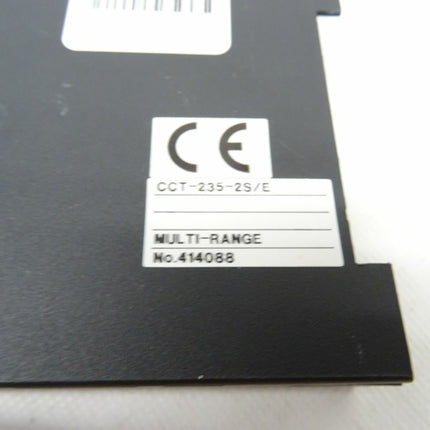 CE
CCT-235-2S/E
MULTI-RANGE
No.414088